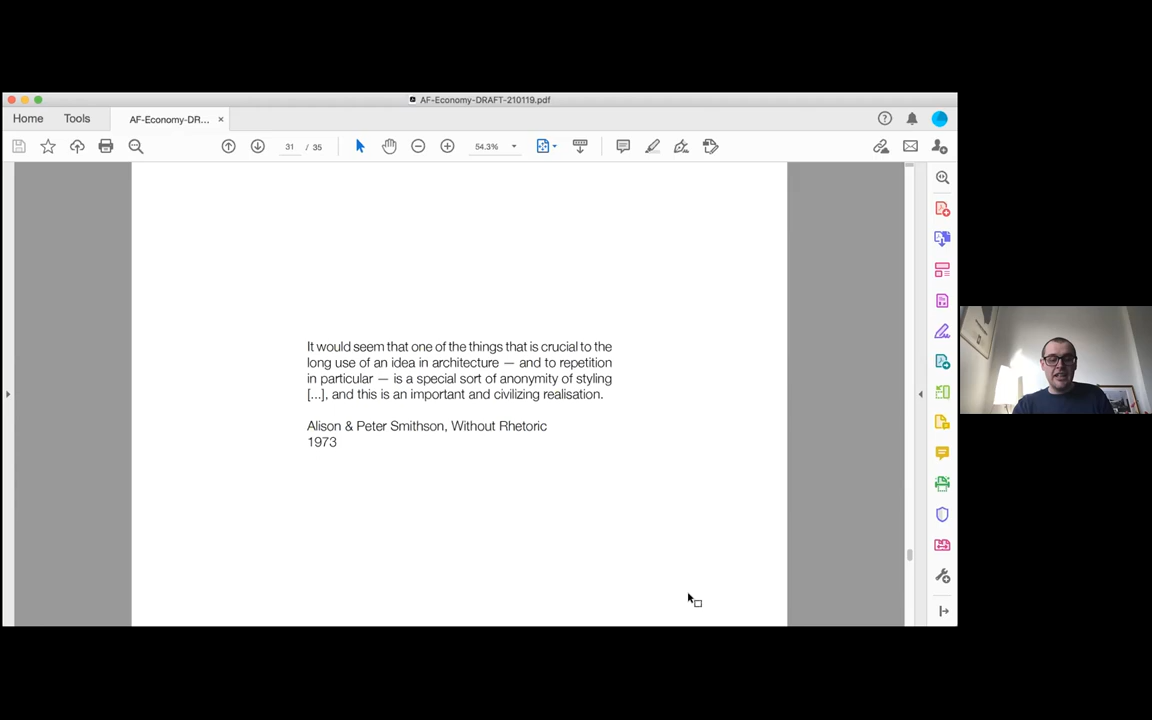 AF-Economy-DRAFT-210119.pdf
Home
Tools
AF-Economy-DR...
31 / 35
54.3%
It would seem that one of the things that is crucial to the
long use of an idea in architecture — and to repetition
in particular — is a special sort of anonymity of styling
[...], and this is an important and civilizing realisation.
Alison & Peter Smithson, Without Rhetoric
1973